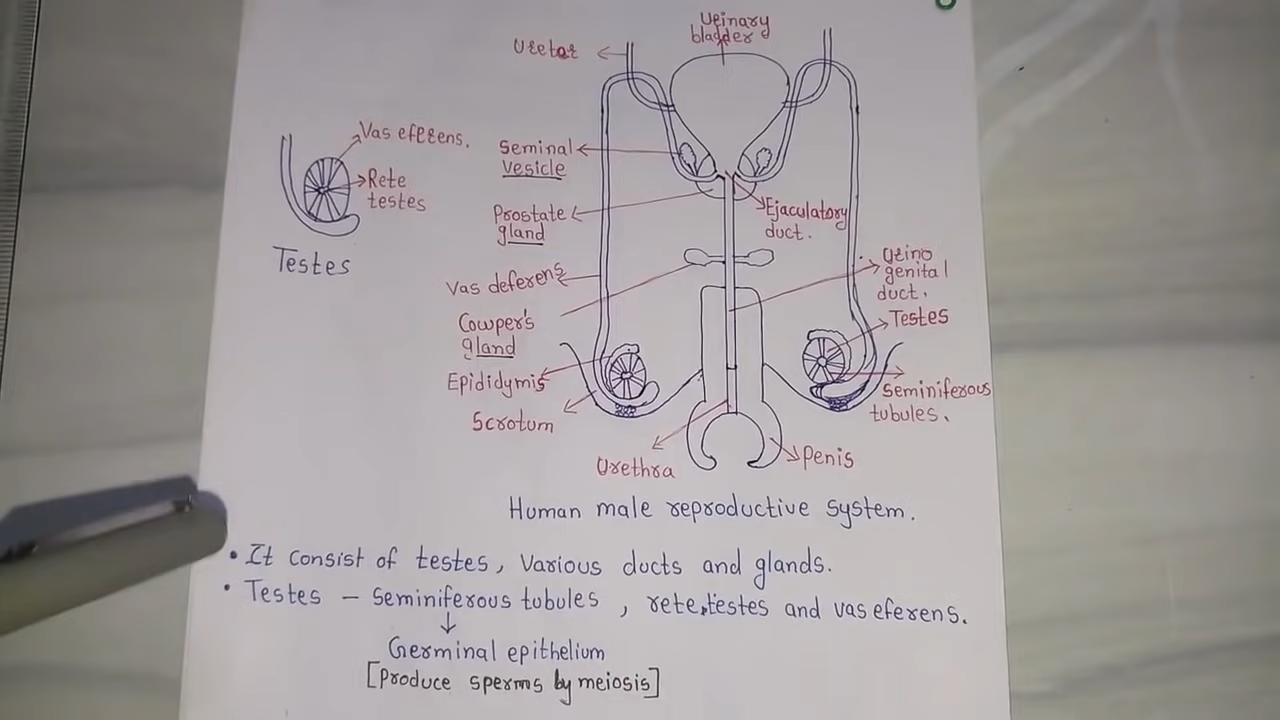 Urinary
bladder
Ureter
Vas eferens.
Rete
testes
Testes
Seminal
vesicle
Prostate
gland
Ejaculatory
duct.
Vas deferens
Urino
genital
duct.
Cowper's
gland
Testes
Epididymis
Seminiferous
tubules.
Scrotum
Urethra
Penis
Human male reproductive system.
• It consist of testes, various ducts and glands.
• Testes – Seminiferous tubules, rete testes and vas eferens.
↓
Germinal epithelium
[Produce sperms by meiosis]